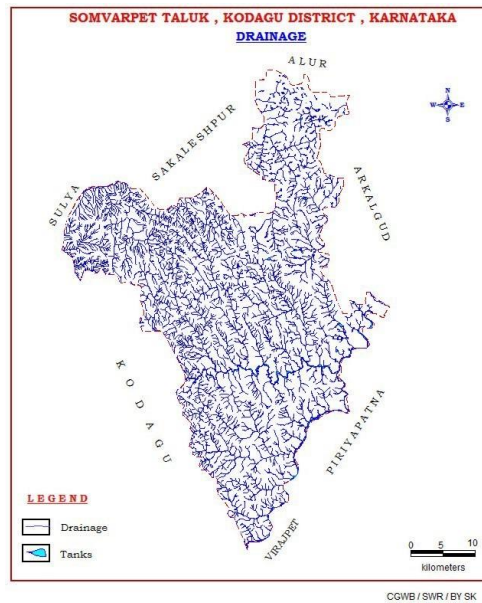 SOMVARPET TALUK , KODAGU DISTRICT , KARNATAKA
DRAINAGE
ALUR
N
W E
S
SAKALESHPUR
ARKALGUD
SULYA
KODAGU
PIRIYAPATNA
LEGEND
Drainage
Tanks
VIRAJPET
0 5 10
kilometers
CGWB / SWR / BY SK